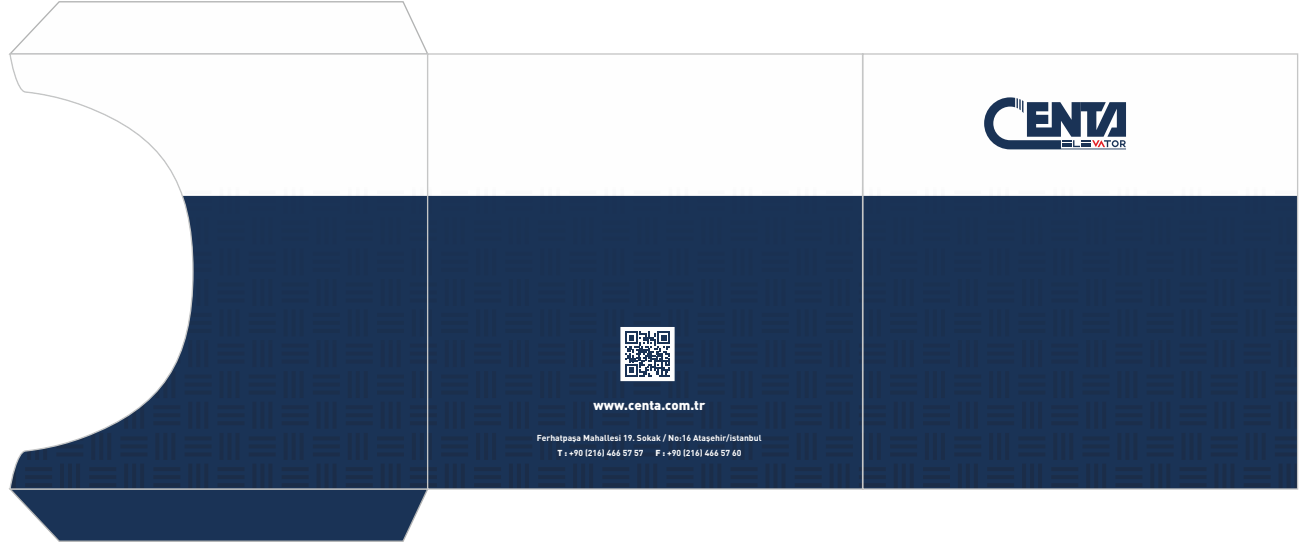 CENTA
ELEVATOR
www.centa.com.tr
Ferhatpaşa Mahallesi 19. Sokak / No:16 Ataşehir/istanbul
T : +90 (216) 466 57 57 F : +90 (216) 466 57 60